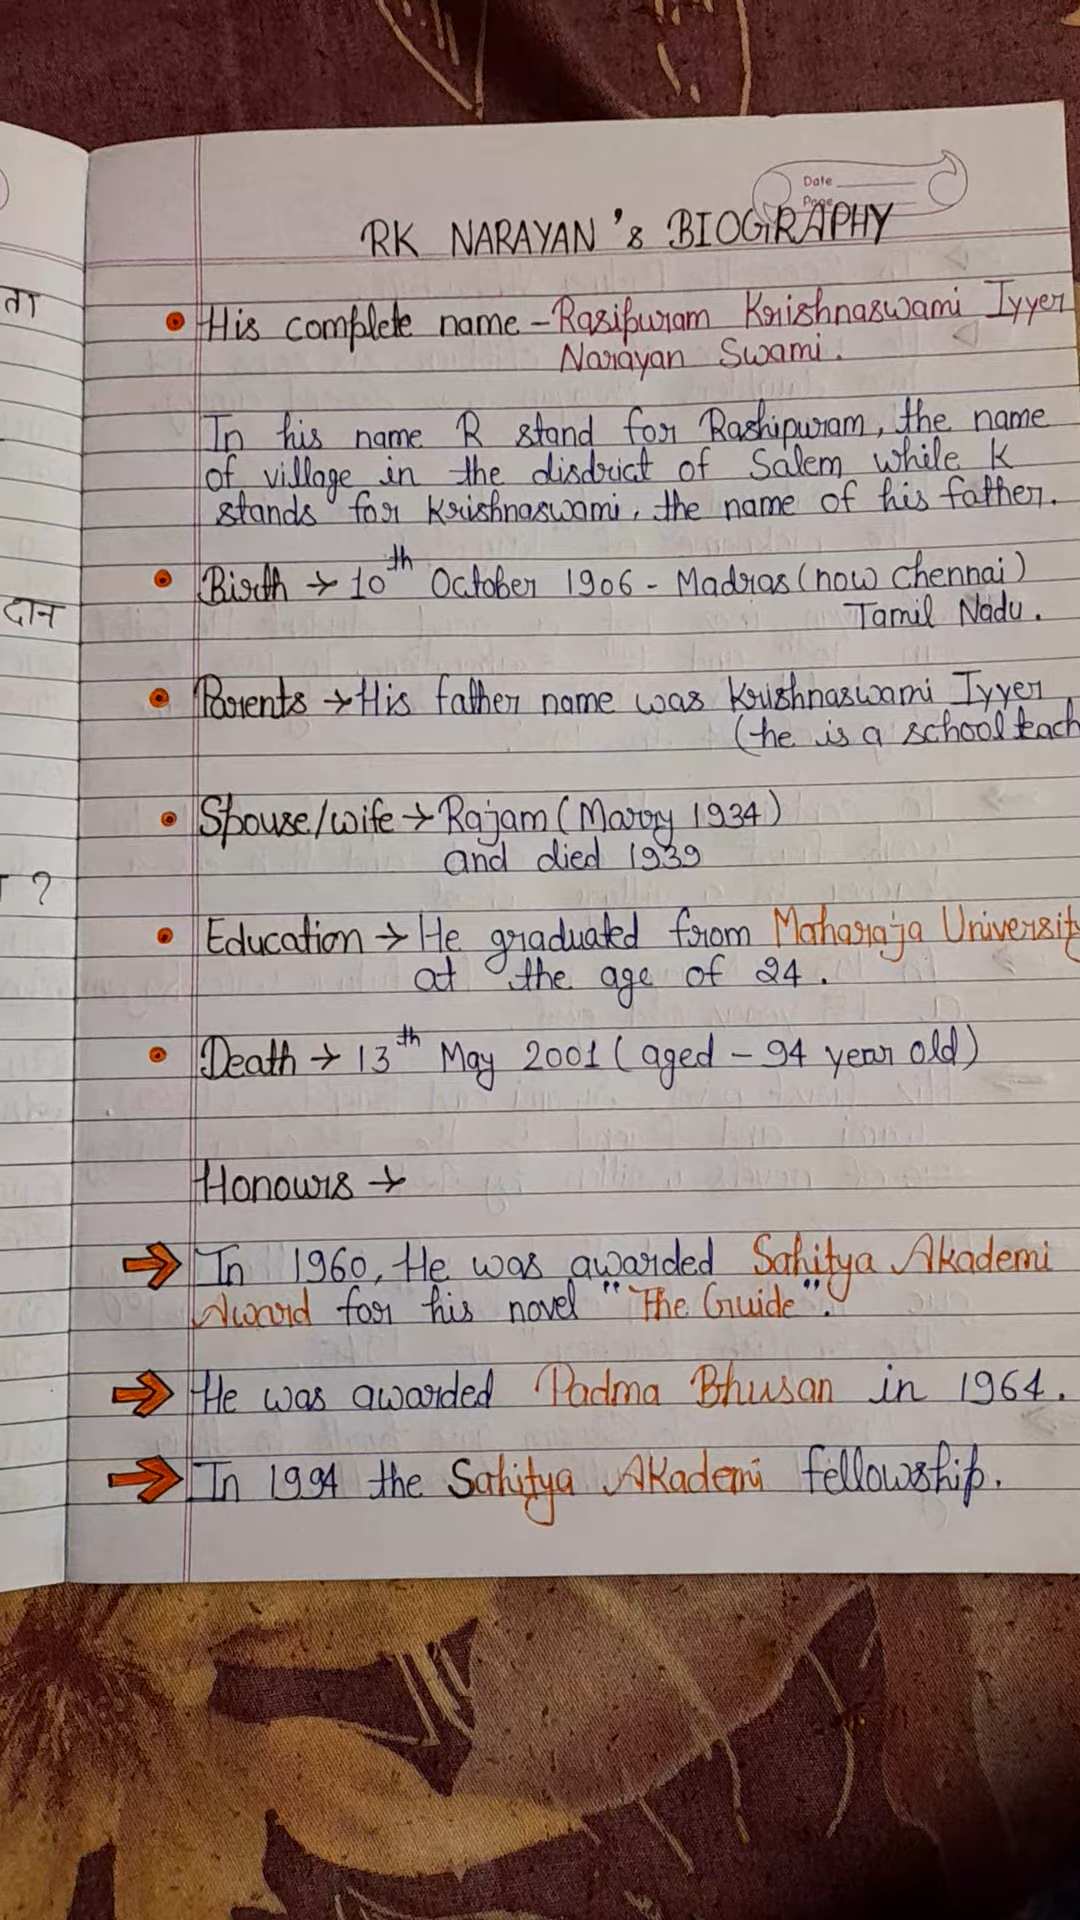 ता
दान
?
Date
Page
RK NARAYAN's BIOGRAPHY
• His complete name - Rasipuram Krishnaswami Iyyer
Narayan Swami.
In his name R stand for Rashipuram, the name
of village in the disdrict of Salem while K
stands for Krishnaswami, the name of his father.
• Birth → 10th October 1906 - Madras (now chennai)
Tamil Nadu.
• Parents → His father name was Krishnaswami Iyyer
(he is a school teach
• Spouse/wife → Rajam (Marry 1934)
and died 1939
• Education → He graduated from Maharaja Universit
at the age of 24.
• Death → 13th May 2001 (aged - 94 year old)
Honours →
⇒ In 1960, He was awarded Sahitya Akademi
Award for his novel "The Guide".
⇒ He was awarded Padma Bhusan in 1964.
⇒ In 1994 the Sahitya Akademi fellowship.